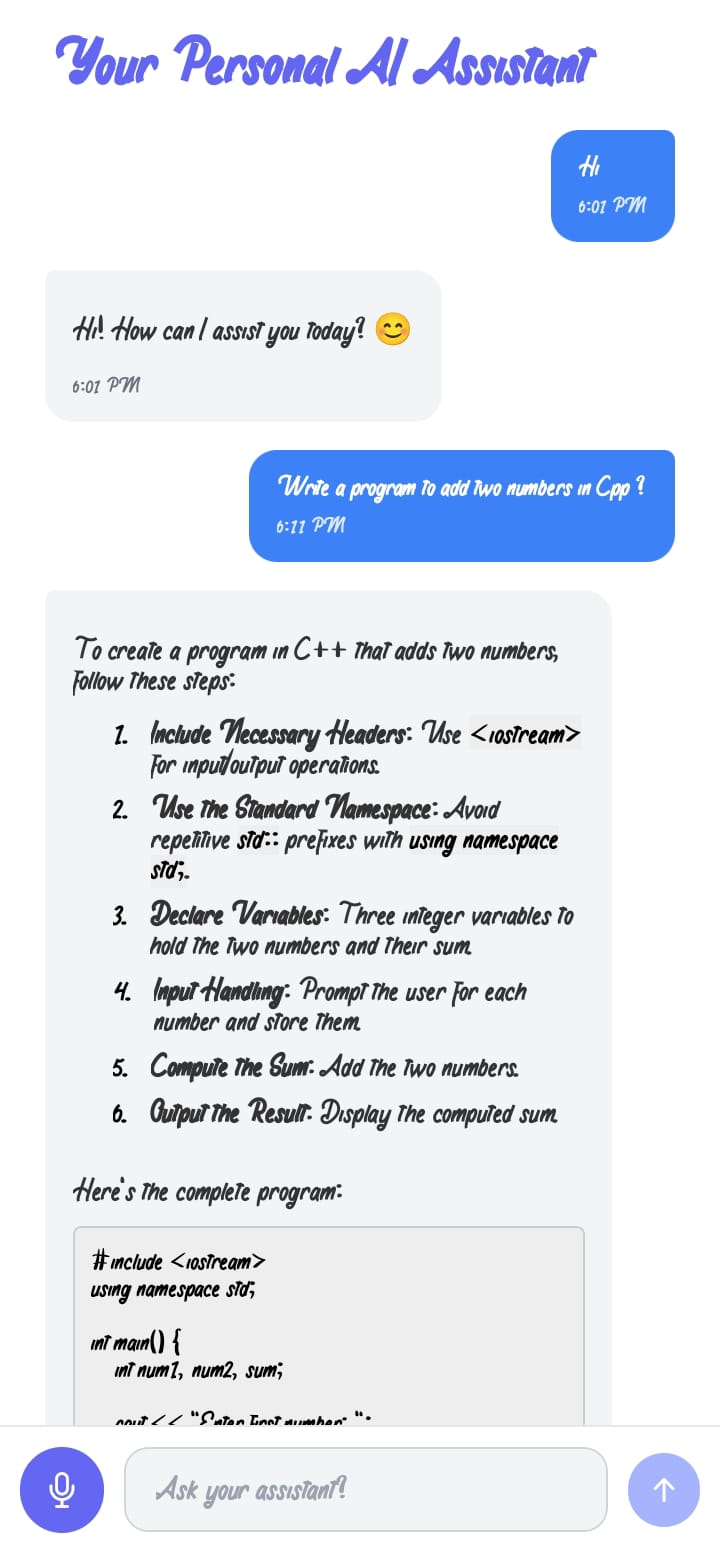 Your Personal AI Assistant
Hi
6:01 PM
Hi! How can I assist you today? 😊
6:01 PM
Write a program to add two numbers in Cpp ?
6:11 PM
To create a program in C++ that adds two numbers,
follow these steps:
1. Include Necessary Headers: Use <iostream>
for input/output operations.
2. Use the Standard Namespace: Avoid
repetitive std:: prefixes with using namespace
std;.
3. Declare Variables: Three integer variables to
hold the two numbers and their sum.
4. Input Handling: Prompt the user for each
number and store them.
5. Compute the Sum: Add the two numbers.
6. Output the Result: Display the computed sum.
Here's the complete program:
#include <iostream>
using namespace std;
int main() {
int num1, num2, sum;
cout << "Enter first number: ";
Ask your assistant?